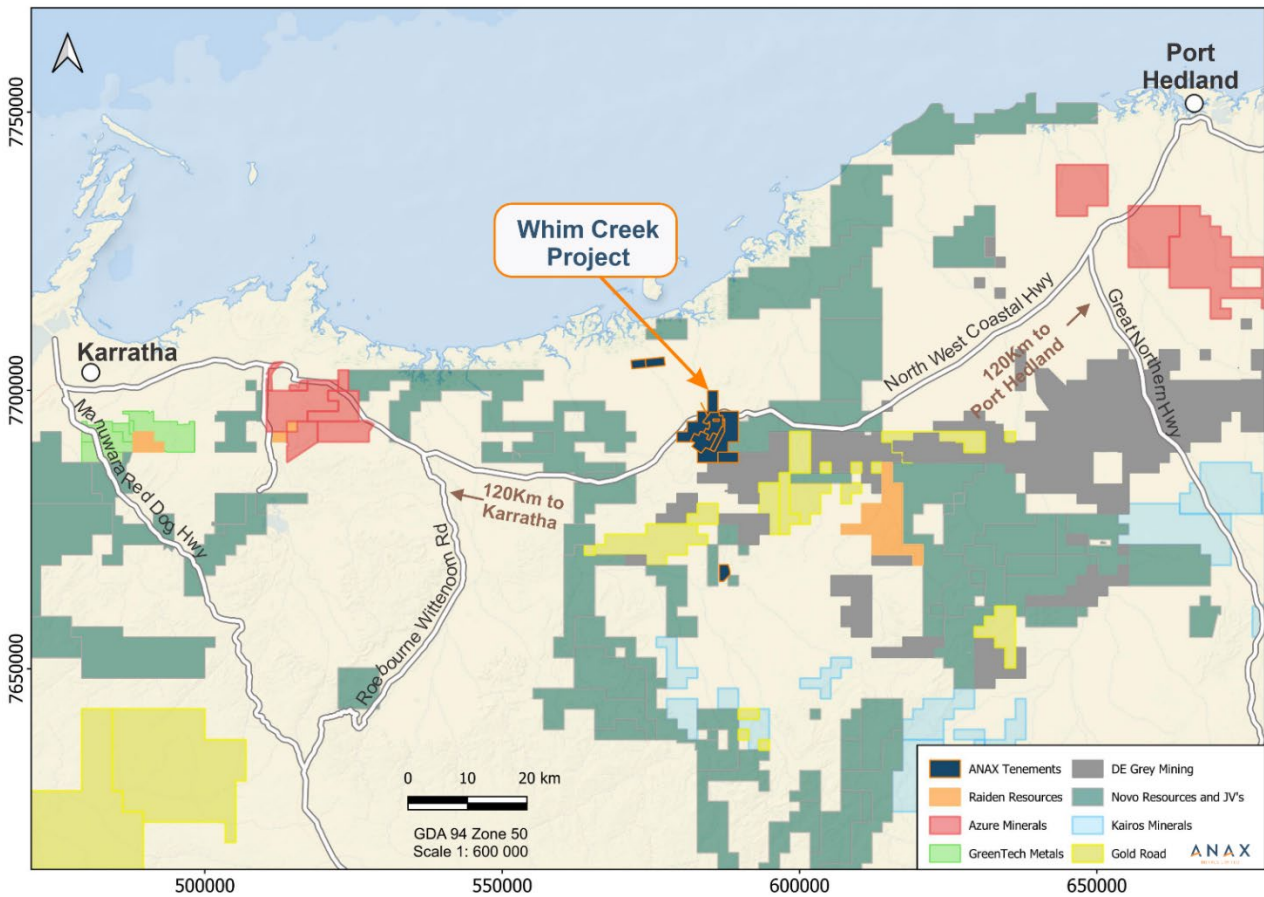 Port
Hedland
7750000
Whim Creek
Project
North West Coastal Hwy
120Km to
Port Hedland
Great Northern Hwy
Karratha
7700000
Manuwara Red Dog Hwy
120Km to
Karratha
Roebourne Wittenoom Rd
7650000
0 10 20 km
GDA 94 Zone 50
Scale 1: 600 000
ANAX Tenements
Raiden Resources
Azure Minerals
GreenTech Metals
DE Grey Mining
Novo Resources and JV's
Kairos Minerals
Gold Road
ANAX
500000
550000
600000
650000